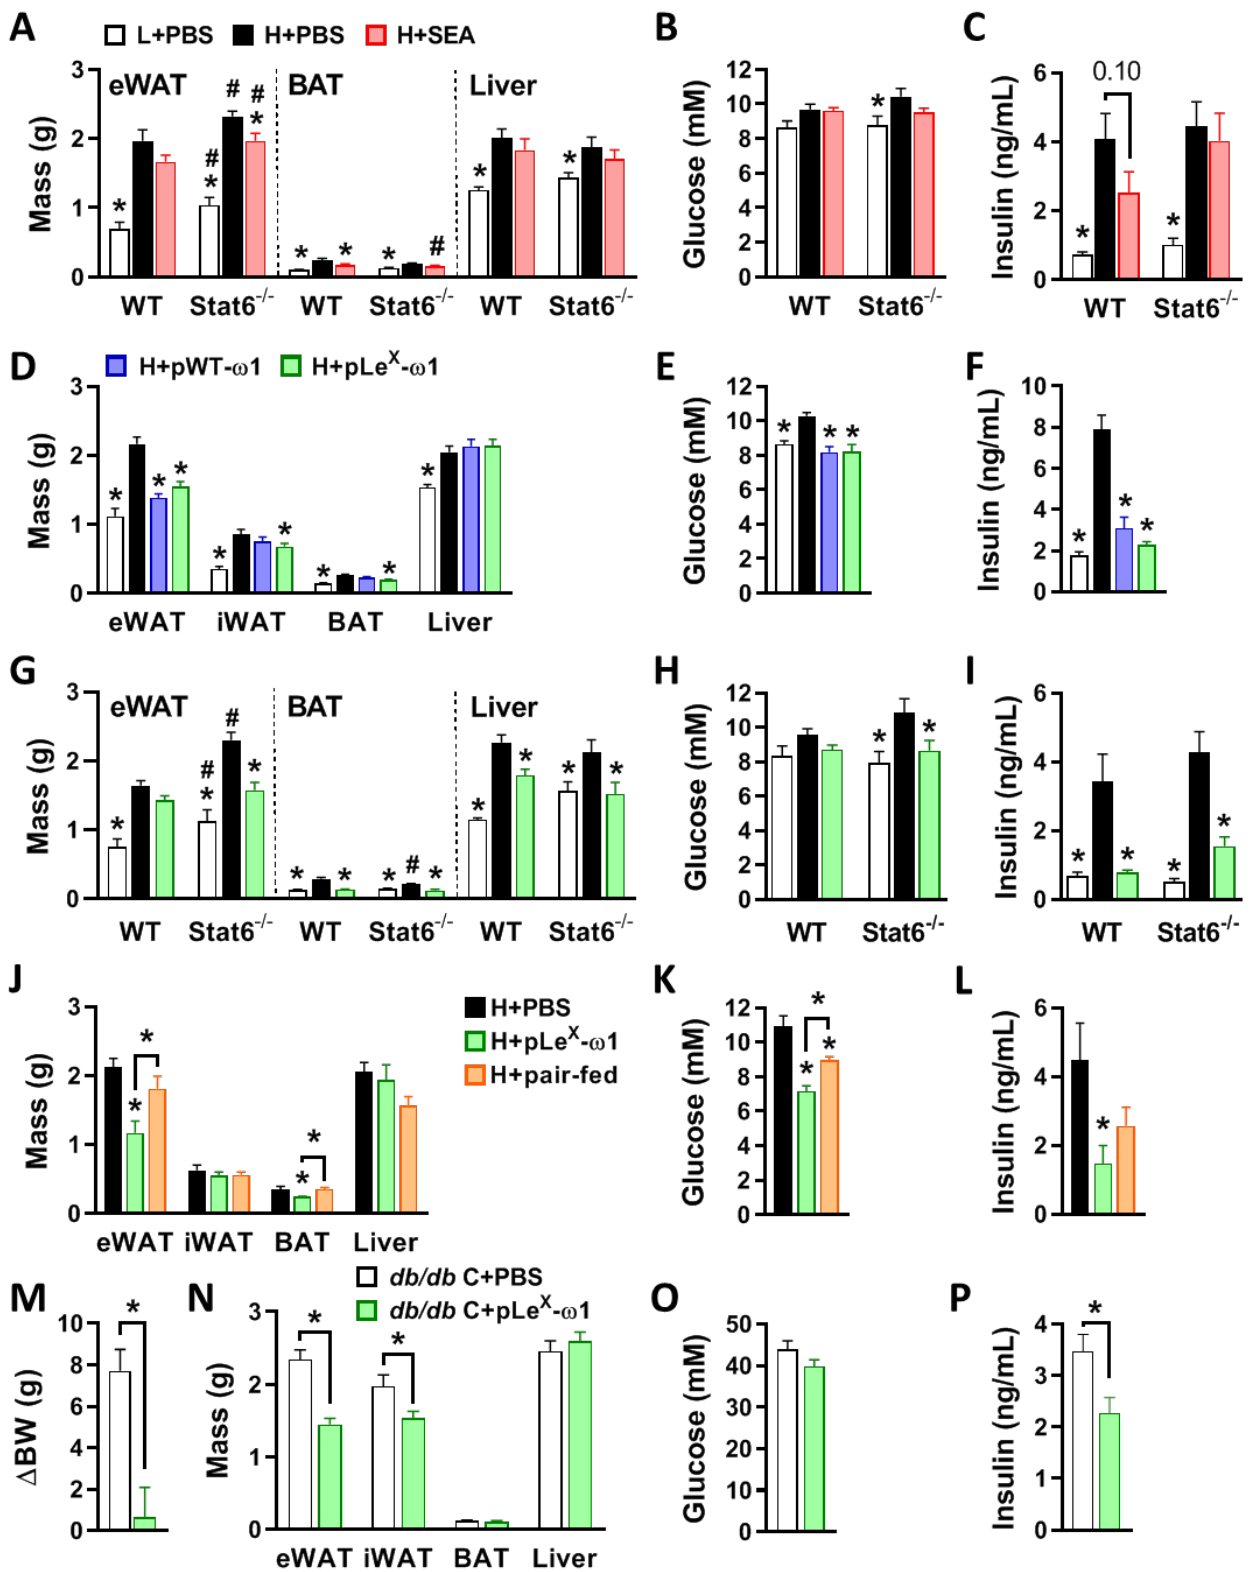 A
L+PBS H+PBS H+SEA
Mass (g)
3
2
1
0
eWAT BAT Liver
* # * # # * * * * # * *
WT Stat6-/- WT Stat6-/- WT Stat6-/-
B
Glucose (mM)
12
10
8
6
4
2
0
*
WT Stat6-/-
C
Insulin (ng/mL)
6
4
2
0
0.10
* *
WT Stat6-/-
D
H+pWT-ω1 H+pLeX-ω1
Mass (g)
3
2
1
0
* * * * * * * *
eWAT iWAT BAT Liver
E
Glucose (mM)
12
10
8
6
4
2
0
* * *
F
Insulin (ng/mL)
10
8
6
4
2
0
* * *
G
Mass (g)
3
2
1
0
eWAT BAT Liver
* # * # * * * * # * * * * *
WT Stat6-/- WT Stat6-/- WT Stat6-/-
H
Glucose (mM)
12
10
8
6
4
2
0
* *
WT Stat6-/-
I
Insulin (ng/mL)
6
4
2
0
* * * *
WT Stat6-/-
J
H+PBS
H+pLeX-ω1
H+pair-fed
Mass (g)
3
2
1
0
* * * *
eWAT iWAT BAT Liver
K
Glucose (mM)
12
10
8
6
4
2
0
* * *
L
Insulin (ng/mL)
6
4
2
0
*
M
ΔBW (g)
10
8
6
4
2
0
*
N
db/db C+PBS
db/db C+pLeX-ω1
Mass (g)
3
2
1
0
* *
eWAT iWAT BAT Liver
O
Glucose (mM)
50
40
30
20
10
0
P
Insulin (ng/mL)
4
3
2
1
0
*